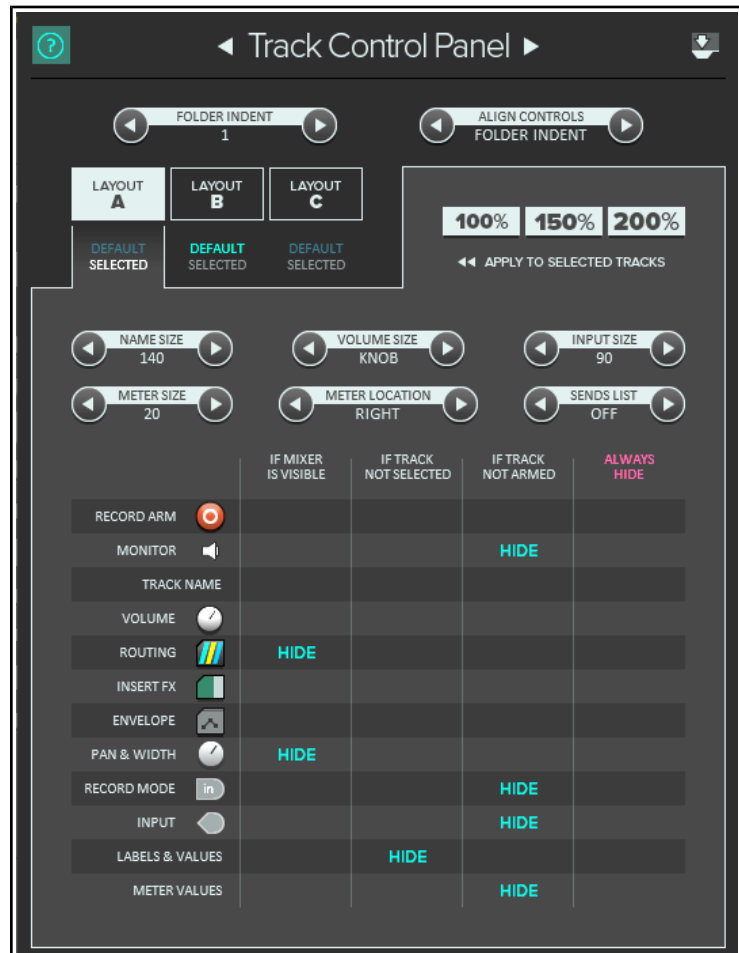 ?
◄ Track Control Panel ►
FOLDER INDENT
1
ALIGN CONTROLS
FOLDER INDENT
LAYOUT
A
LAYOUT
B
LAYOUT
C
100% 150% 200%
DEFAULT
SELECTED
DEFAULT
SELECTED
DEFAULT
SELECTED
◄◄ APPLY TO SELECTED TRACKS
NAME SIZE
140
VOLUME SIZE
KNOB
INPUT SIZE
90
METER SIZE
20
METER LOCATION
RIGHT
SENDS LIST
OFF
IF MIXER
IS VISIBLE
IF TRACK
NOT SELECTED
IF TRACK
NOT ARMED
ALWAYS
HIDE
RECORD ARM
MONITOR HIDE
TRACK NAME
VOLUME
ROUTING HIDE
INSERT FX
ENVELOPE
PAN & WIDTH HIDE
RECORD MODE in HIDE
INPUT HIDE
LABELS & VALUES HIDE
METER VALUES HIDE